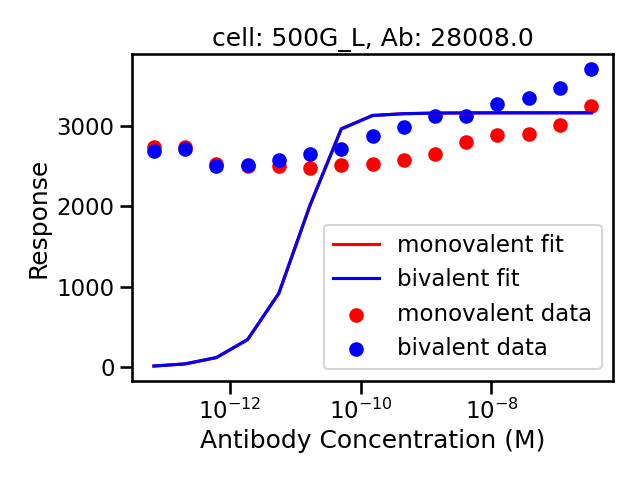 cell: 500G_L, Ab: 28008.0
Response
3000
2000
1000
0
monovalent fit
bivalent fit
monovalent data
bivalent data
10⁻¹² 10⁻¹⁰ 10⁻⁸
Antibody Concentration (M)